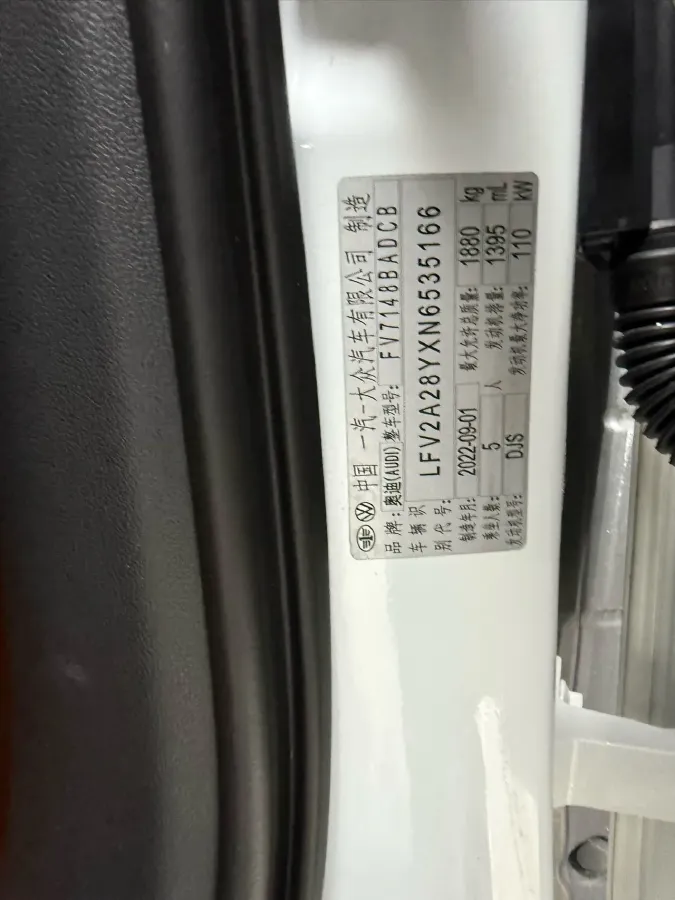 中国 一汽-大众汽车有限公司 制造
品牌: 奥迪(AUDI) 整车型号: FV7148BADCB
车辆识别代号: LFV2A28YXN6535166
制造年月: 2022-09-01 最大允许总质量: 1880 kg
乘坐人数: 5 人 发动机排量: 1395 mL
发动机型号: DJS 发动机最大净功率: 110 kW